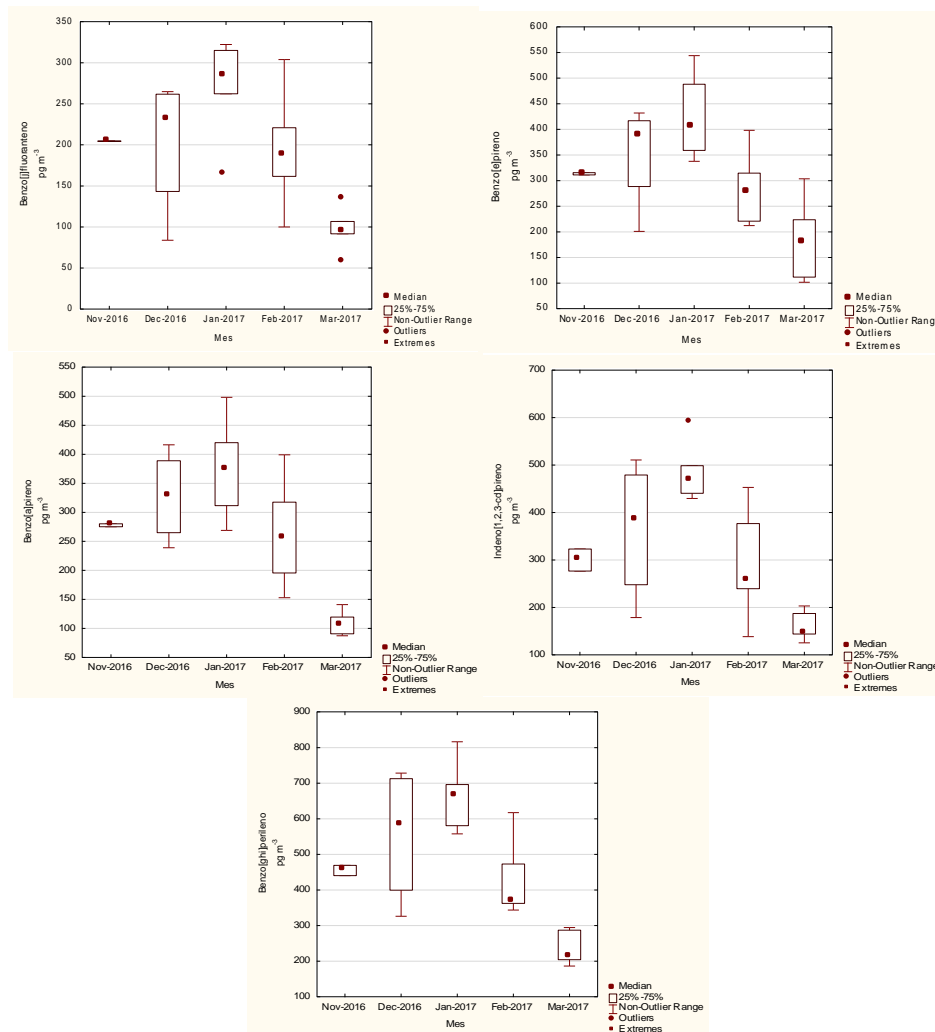 350
300
250
200
150
100
50
0
Benzo[j]fluoranteno
pg m⁻³
Nov-2016 Dec-2016 Jan-2017 Feb-2017 Mar-2017
Mes
Median
25%-75%
Non-Outlier Range
Outliers
Extremes
600
550
500
450
400
350
300
250
200
150
100
50
Benzo[e]pireno
pg m⁻³
Nov-2016 Dec-2016 Jan-2017 Feb-2017 Mar-2017
Mes
Median
25%-75%
Non-Outlier Range
Outliers
Extremes
550
500
450
400
350
300
250
200
150
100
50
Benzo[a]pireno
pg m⁻³
Nov-2016 Dec-2016 Jan-2017 Feb-2017 Mar-2017
Mes
Median
25%-75%
Non-Outlier Range
Outliers
Extremes
700
600
500
400
300
200
100
Indeno[1,2,3-cd]pireno
pg m⁻³
Nov-2016 Dec-2016 Jan-2017 Feb-2017 Mar-2017
Mes
Median
25%-75%
Non-Outlier Range
Outliers
Extremes
900
800
700
600
500
400
300
200
100
Benzo[ghi]perileno
pg m⁻³
Nov-2016 Dec-2016 Jan-2017 Feb-2017 Mar-2017
Mes
Median
25%-75%
Non-Outlier Range
Outliers
Extremes